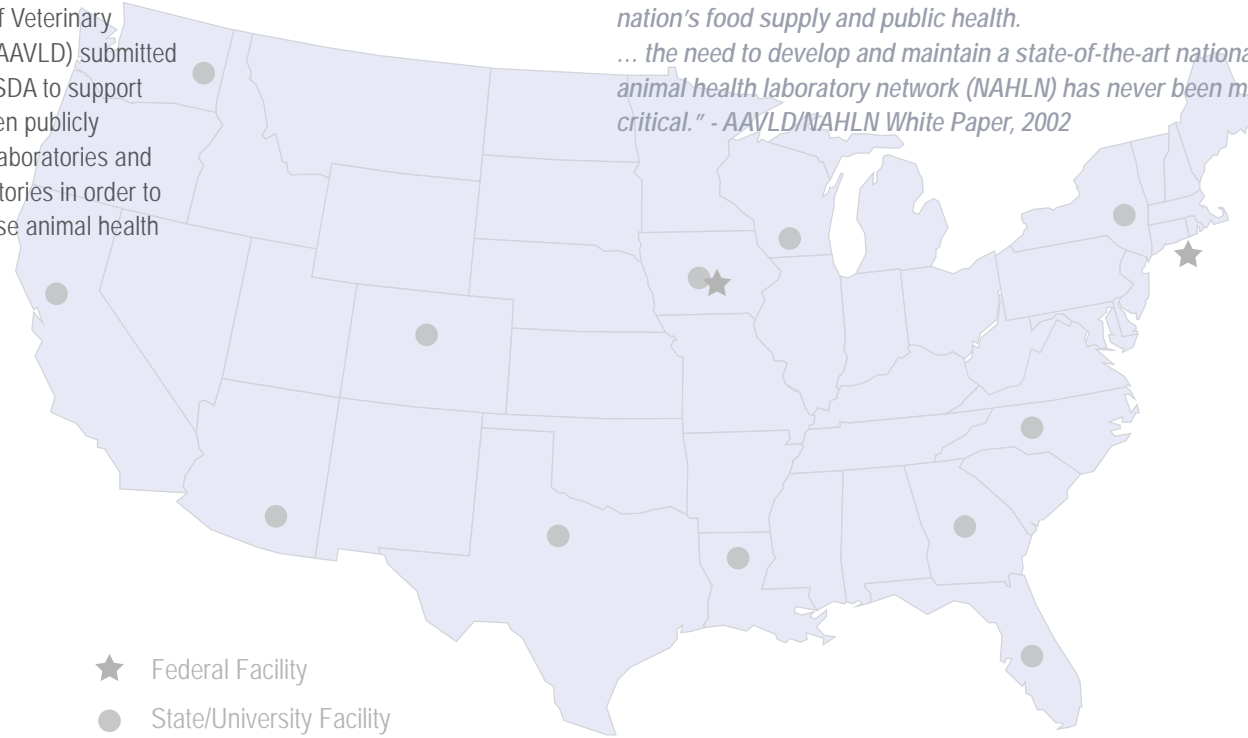 f Veterinary
AAVLD) submitted
SDA to support
en publicly
aboratories and
tories in order to
se animal health
nation's food supply and public health.
... the need to develop and maintain a state-of-the-art national
animal health laboratory network (NAHLN) has never been m
critical." - AAVLD/NAHLN White Paper, 2002
Federal Facility
State/University Facility